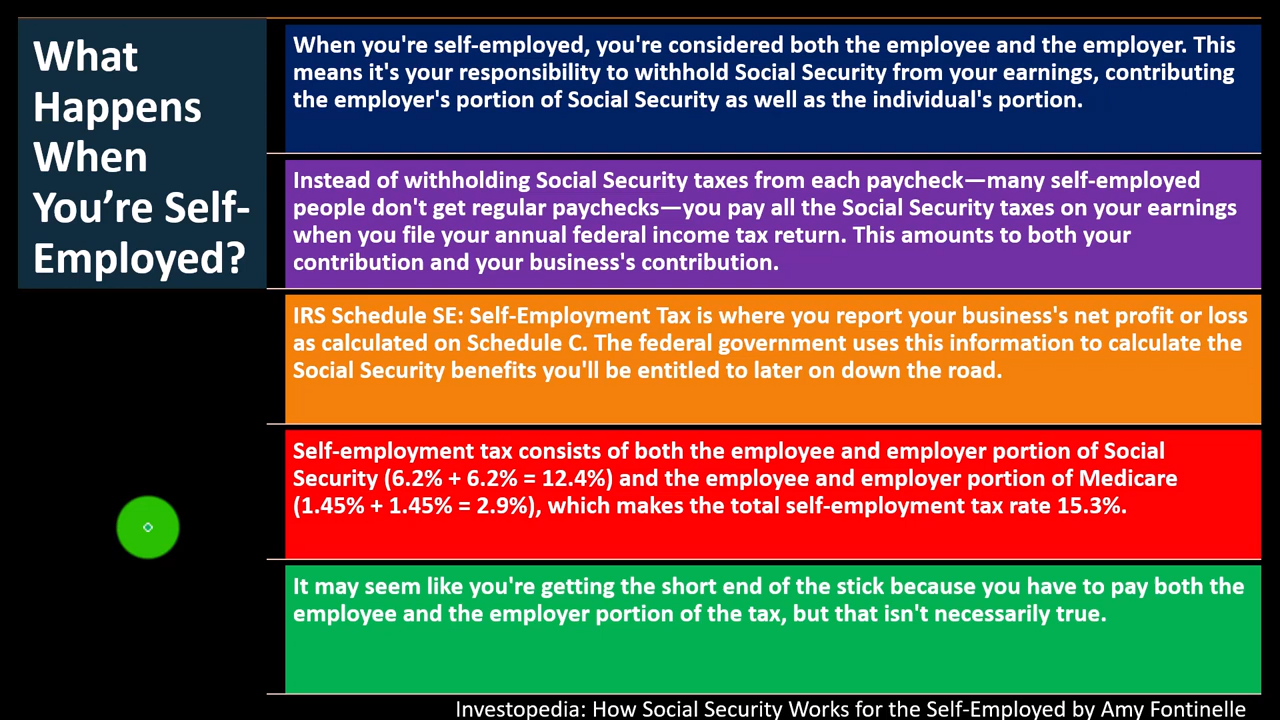 What
Happens
When
You’re Self-
Employed?
When you're self-employed, you're considered both the employee and the employer. This
means it's your responsibility to withhold Social Security from your earnings, contributing
the employer's portion of Social Security as well as the individual's portion.
Instead of withholding Social Security taxes from each paycheck—many self-employed
people don't get regular paychecks—you pay all the Social Security taxes on your earnings
when you file your annual federal income tax return. This amounts to both your
contribution and your business's contribution.
IRS Schedule SE: Self-Employment Tax is where you report your business's net profit or loss
as calculated on Schedule C. The federal government uses this information to calculate the
Social Security benefits you'll be entitled to later on down the road.
Self-employment tax consists of both the employee and employer portion of Social
Security (6.2% + 6.2% = 12.4%) and the employee and employer portion of Medicare
(1.45% + 1.45% = 2.9%), which makes the total self-employment tax rate 15.3%.
It may seem like you're getting the short end of the stick because you have to pay both the
employee and the employer portion of the tax, but that isn't necessarily true.
Investopedia: How Social Security Works for the Self-Employed by Amy Fontinelle